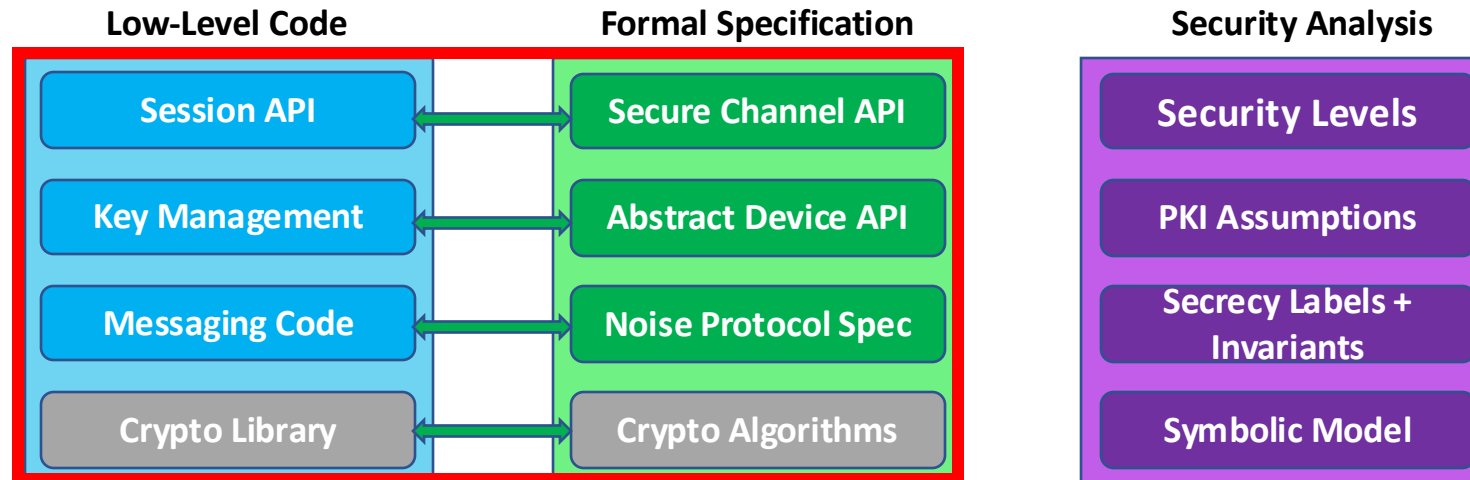 Low-Level Code
Formal Specification
Security Analysis
Session API
Secure Channel API
Security Levels
Key Management
Abstract Device API
PKI Assumptions
Messaging Code
Noise Protocol Spec
Secrecy Labels +
Invariants
Crypto Library
Crypto Algorithms
Symbolic Model